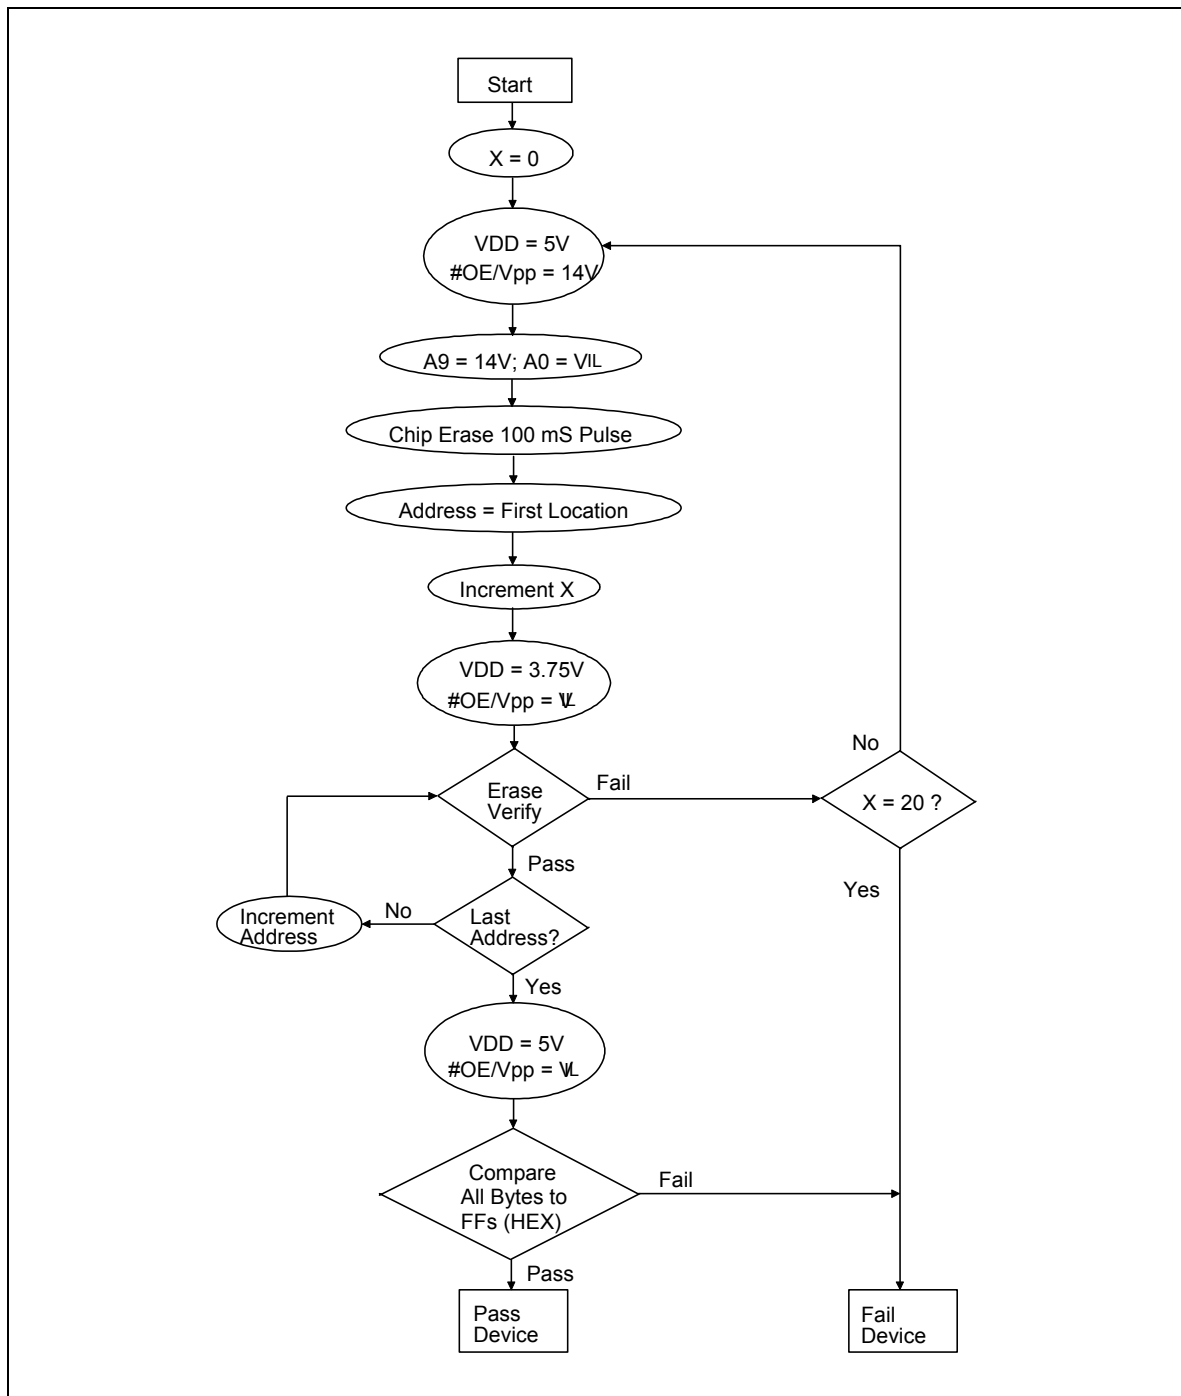 Start
X = 0
VDD = 5V
#OE/Vpp = 14V
A9 = 14V; A0 = VIL
Chip Erase 100 mS Pulse
Address = First Location
Increment X
VDD = 3.75V
#OE/Vpp = VIL
No
Erase
Verify
Fail
X = 20 ?
Pass
Yes
Increment
Address
No
Last
Address?
Yes
VDD = 5V
#OE/Vpp = VIL
Compare
All Bytes to
FFs (HEX)
Fail
Pass
Pass
Device
Fail
Device